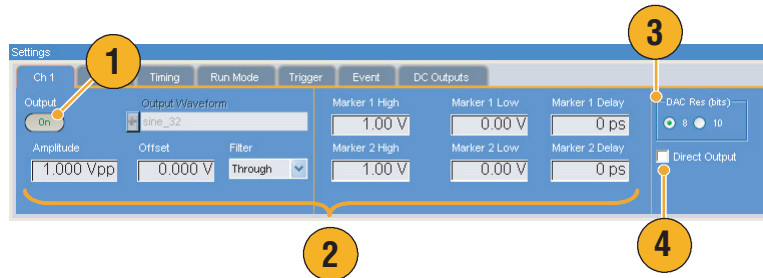 1
3
Settings
Ch 1 Timing Run Mode Trigger Event DC Outputs
Output Output Waveform Marker 1 High Marker 1 Low Marker 1 Delay DAC Res (bits)
On sine_32 1.00 V 0.00 V 0 ps 8 10
Amplitude Offset Filter Marker 2 High Marker 2 Low Marker 2 Delay Direct Output
1.000 Vpp 0.000 V Through 1.00 V 0.00 V 0 ps
2
4